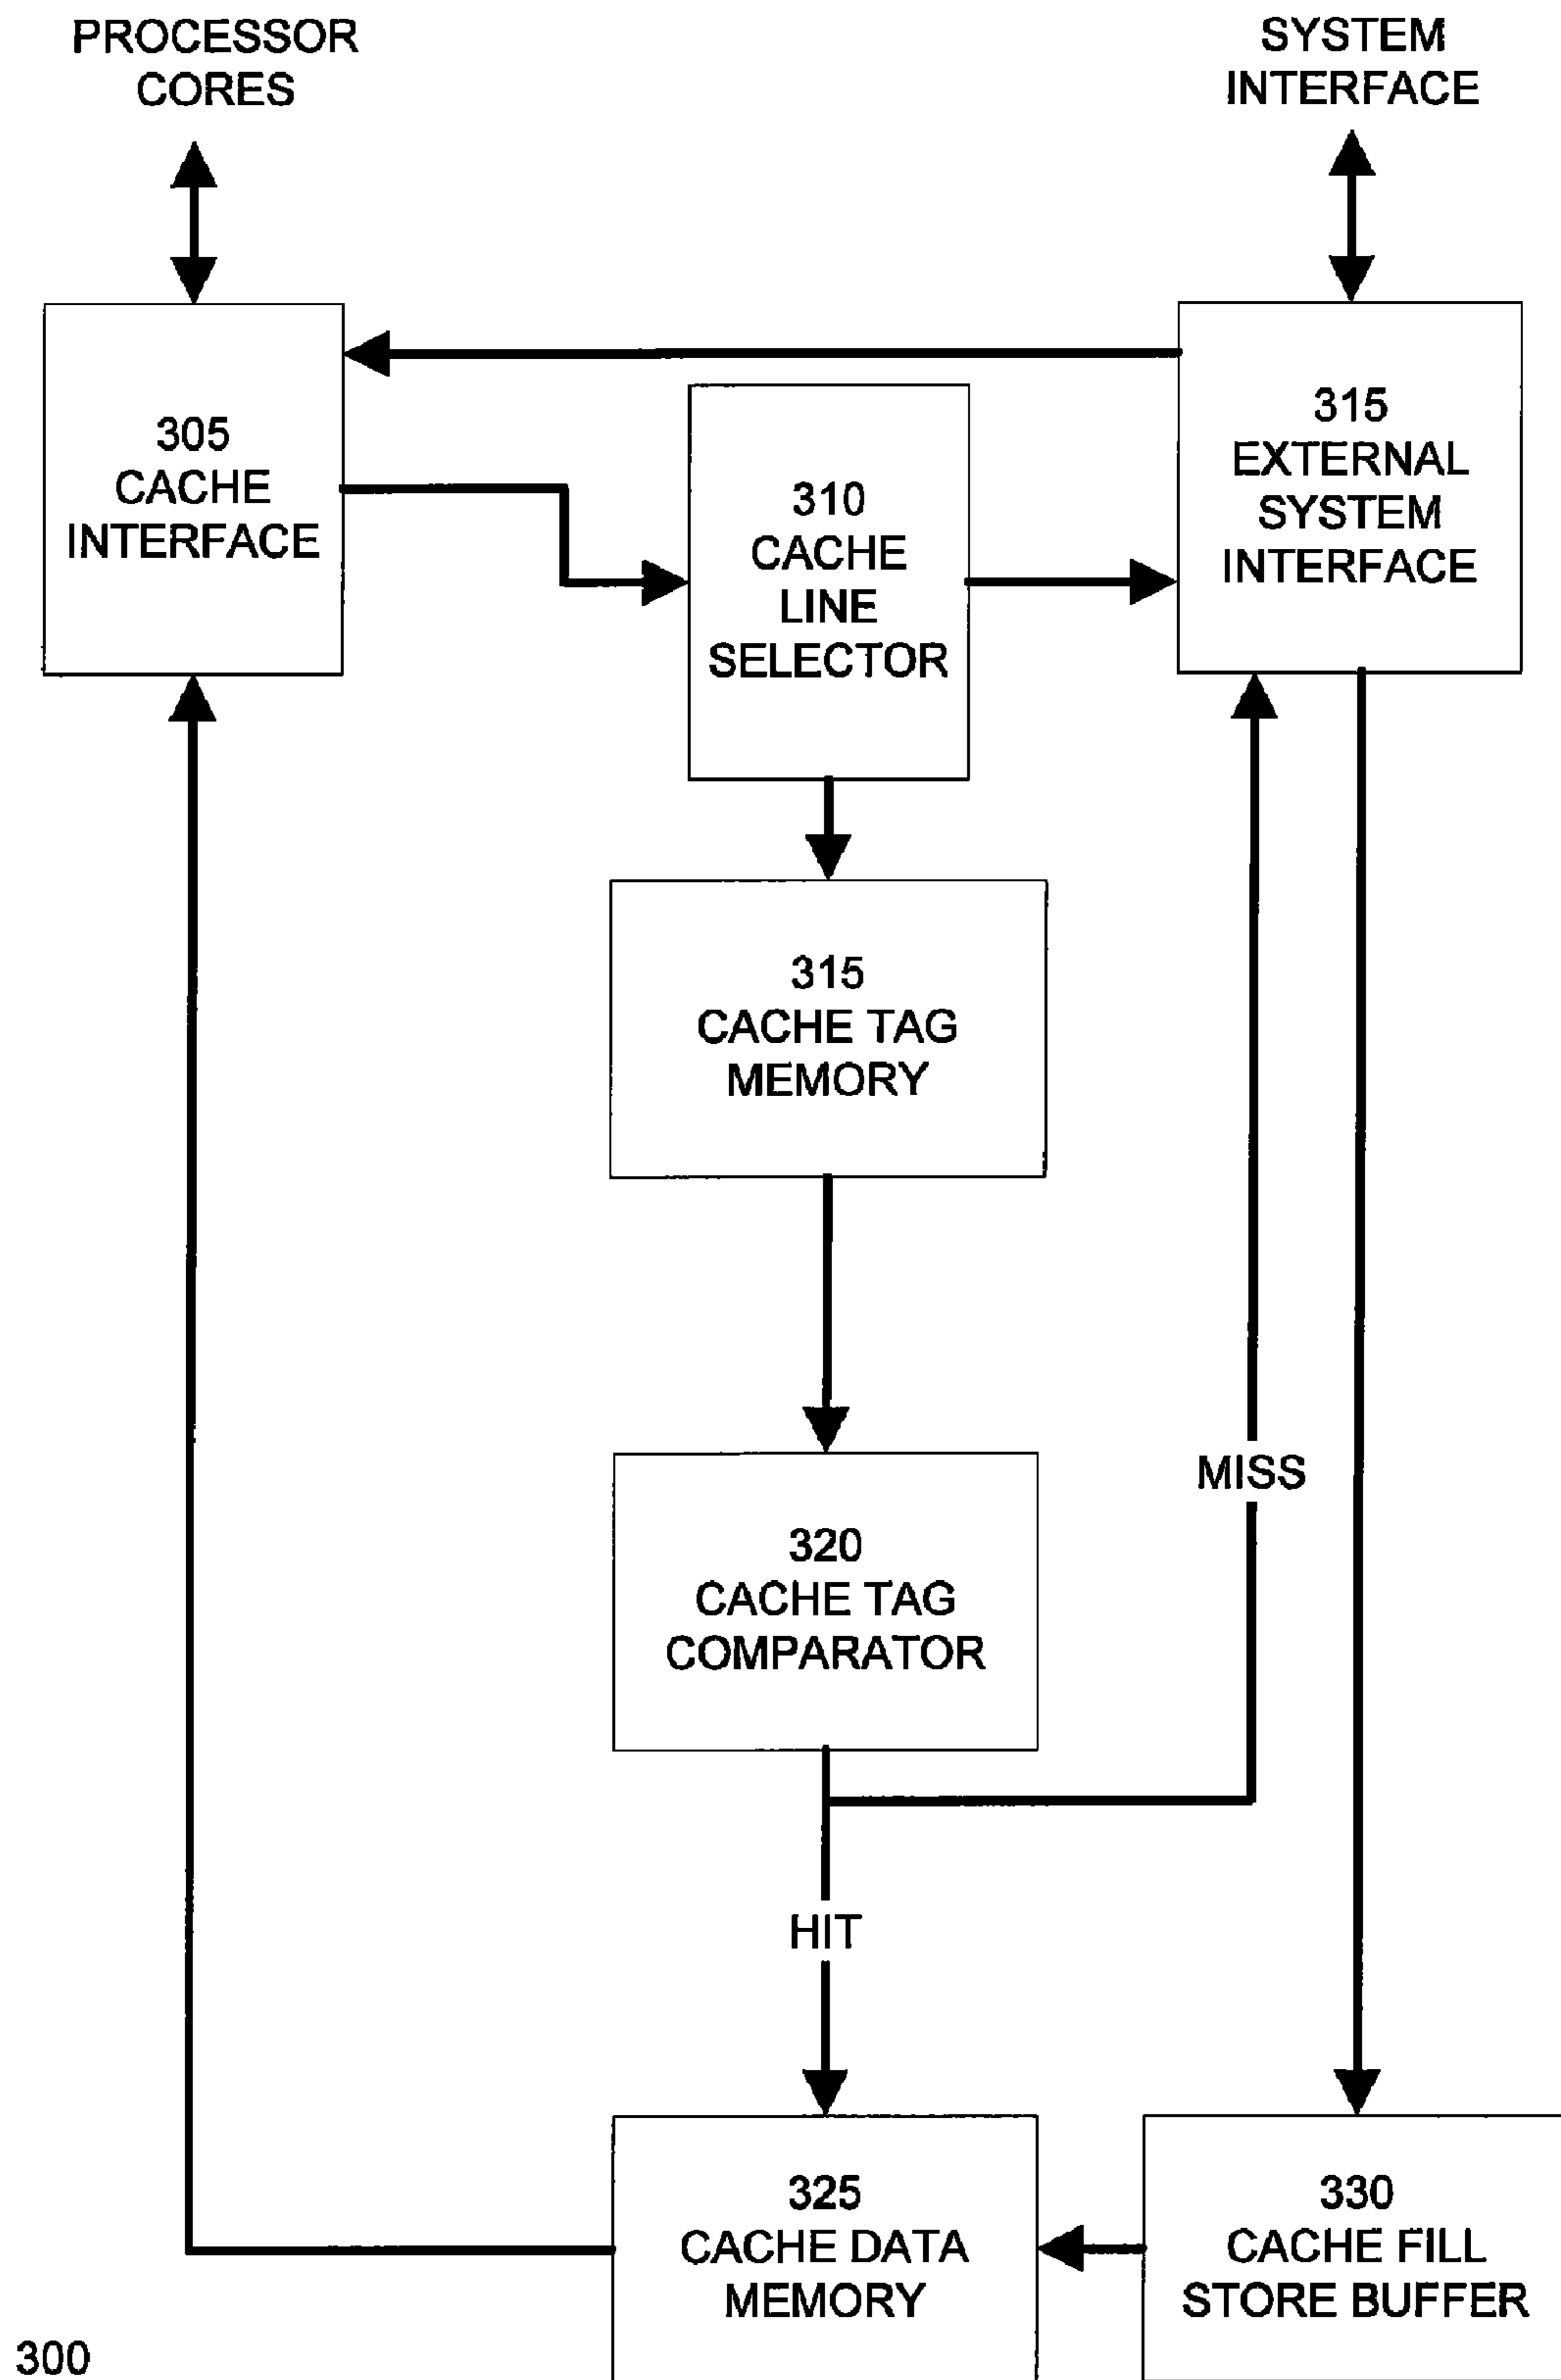 PROCESSOR
CORES
SYSTEM
INTERFACE
305
CACHE
INTERFACE
310
CACHE
LINE
SELECTOR
315
EXTERNAL
SYSTEM
INTERFACE
315
CACHE TAG
MEMORY
320
CACHE TAG
COMPARATOR
MISS
HIT
325
CACHE DATA
MEMORY
330
CACHE FILL
STORE BUFFER
300